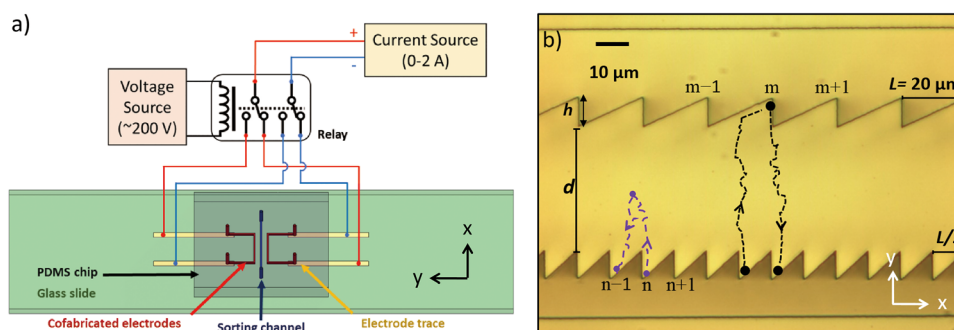 a)
Voltage
Source
(~200 V)
+
-
Current Source
(0-2 A)
Relay
PDMS chip
Glass slide
x
y
Cofabricated electrodes
Sorting channel
Electrode trace
b)
10 µm
m−1
m
m+1
L= 20 µm
h
d
n−1
n
n+1
y
x